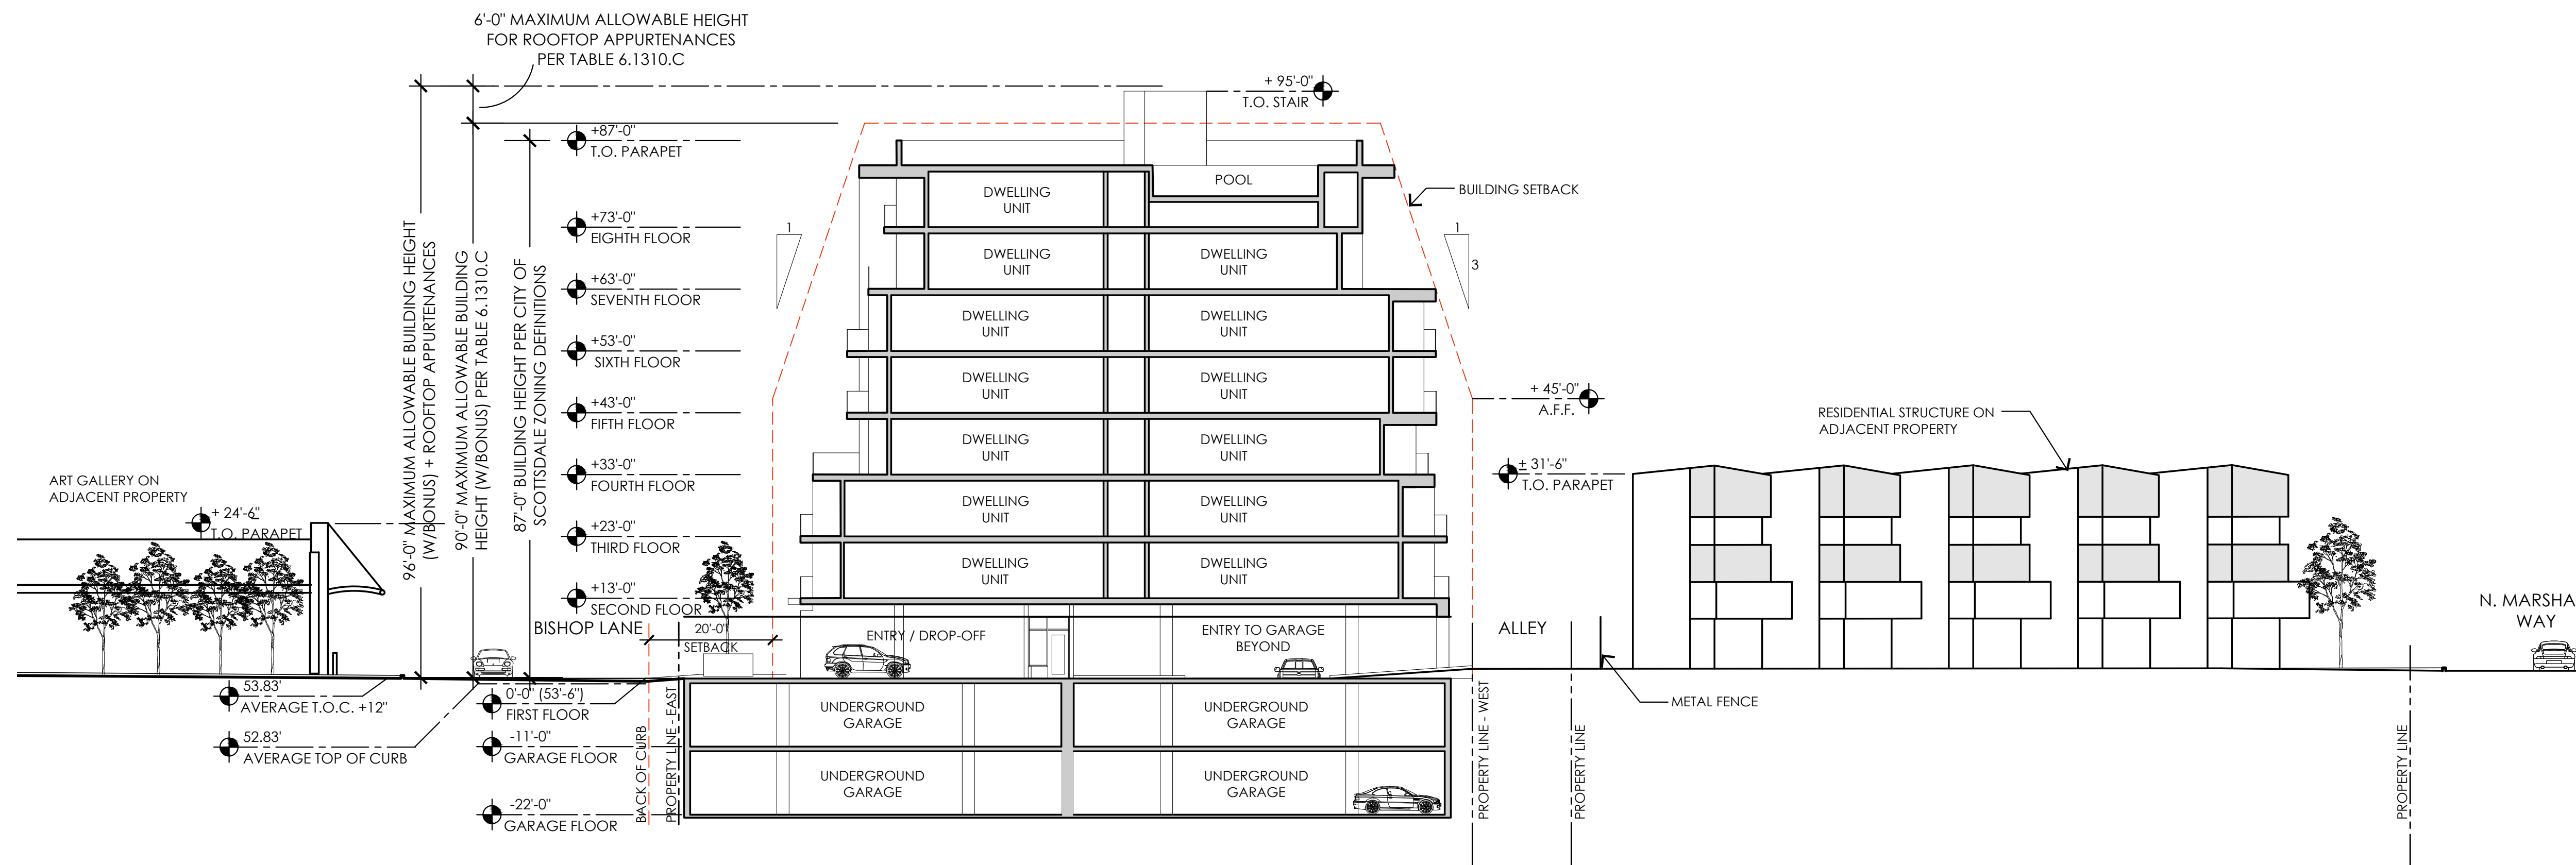 6'-0" MAXIMUM ALLOWABLE HEIGHT
FOR ROOFTOP APPURTENANCES
PER TABLE 6.1310.C
96'-0" MAXIMUM ALLOWABLE BUILDING HEIGHT
(W/BONUS) + ROOFTOP APPURTENANCES
90'-0" MAXIMUM ALLOWABLE BUILDING
HEIGHT (W/BONUS) PER TABLE 6.1310.C
87'-0" BUILDING HEIGHT PER CITY OF
SCOTTSDALE ZONING DEFINITIONS
+ 95'-0"
T.O. STAIR
+87'-0"
T.O. PARAPET
+73'-0"
EIGHTH FLOOR
+63'-0"
SEVENTH FLOOR
+53'-0"
SIXTH FLOOR
+43'-0"
FIFTH FLOOR
+33'-0"
FOURTH FLOOR
+23'-0"
THIRD FLOOR
+13'-0"
SECOND FLOOR
0'-0" (53'-6")
FIRST FLOOR
-11'-0"
GARAGE FLOOR
-22'-0"
GARAGE FLOOR
ART GALLERY ON
ADJACENT PROPERTY
+ 24'-6"
T.O. PARAPET
53.83'
AVERAGE T.O.C. +12"
52.83'
AVERAGE TOP OF CURB
BISHOP LANE
20'-0"
SETBACK
BACK OF CURB
PROPERTY LINE - EAST
1
DWELLING
UNIT
POOL
DWELLING
UNIT
DWELLING
UNIT
DWELLING
UNIT
DWELLING
UNIT
DWELLING
UNIT
DWELLING
UNIT
DWELLING
UNIT
DWELLING
UNIT
DWELLING
UNIT
DWELLING
UNIT
DWELLING
UNIT
DWELLING
UNIT
ENTRY / DROP-OFF
ENTRY TO GARAGE
BEYOND
UNDERGROUND
GARAGE
UNDERGROUND
GARAGE
UNDERGROUND
GARAGE
UNDERGROUND
GARAGE
BUILDING SETBACK
1
3
+ 45'-0"
A.F.F.
± 31'-6"
T.O. PARAPET
ALLEY
PROPERTY LINE - WEST
PROPERTY LINE
METAL FENCE
RESIDENTIAL STRUCTURE ON
ADJACENT PROPERTY
PROPERTY LINE
N. MARSHA
WAY